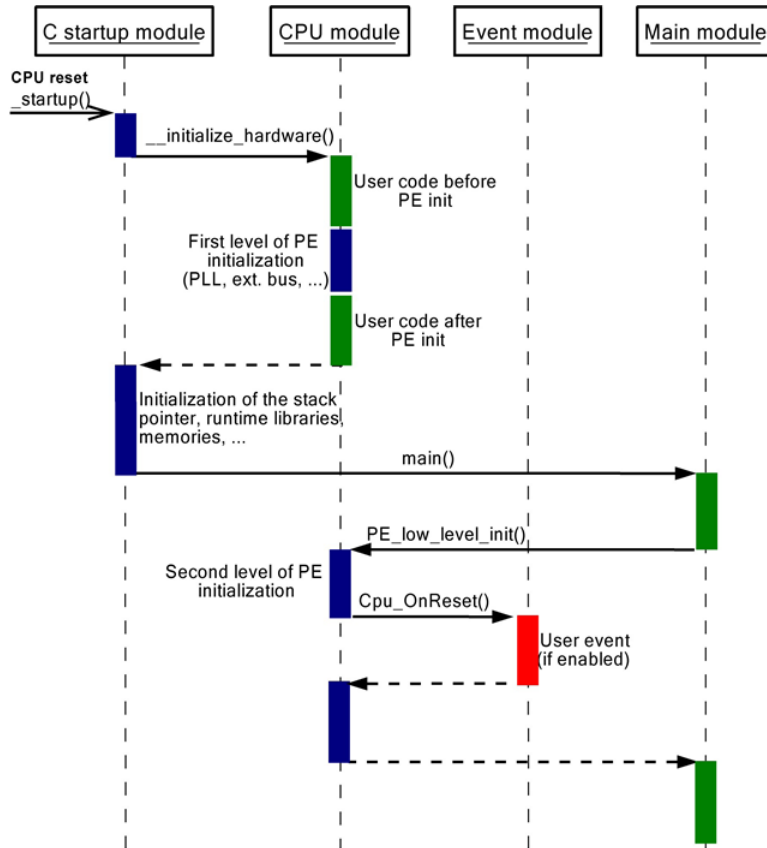 C startup module
CPU module
Event module
Main module
CPU reset
_startup()
__initialize_hardware()
User code before
PE init
First level of PE
initialization
(PLL, ext. bus, ...)
User code after
PE init
Initialization of the stack
pointer, runtime libraries,
memories, ...
main()
PE_low_level_init()
Second level of PE
initialization
Cpu_OnReset()
User event
(if enabled)